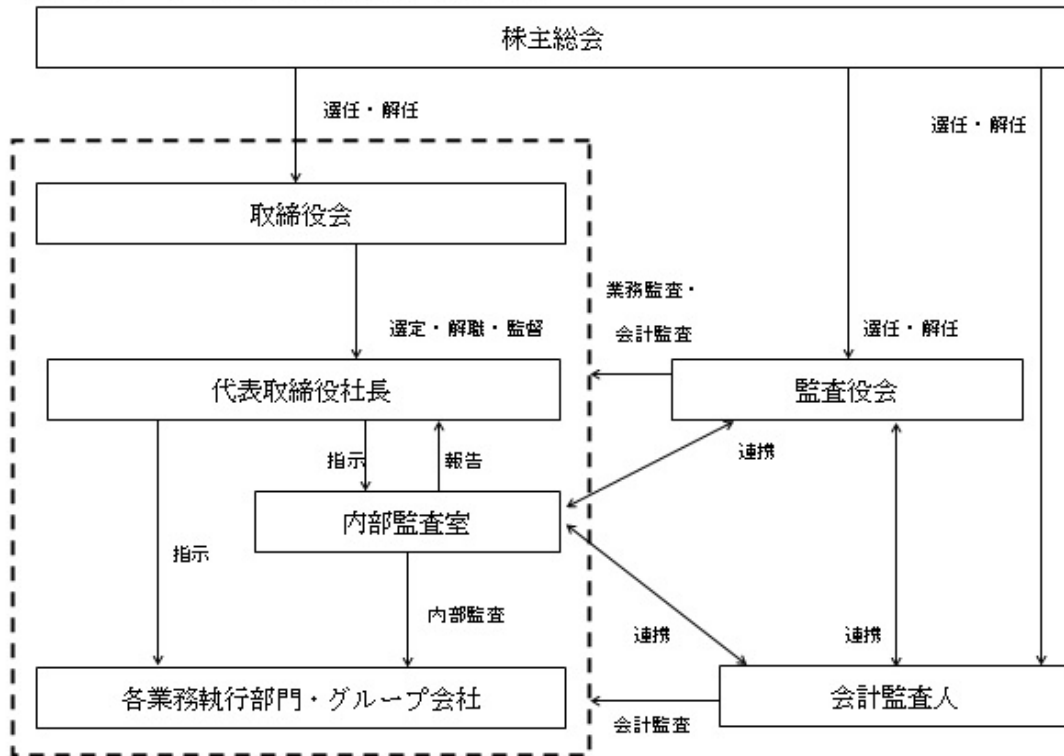 株主総会
選任・解任
選任・解任
取締役会
業務監査・
会計監査
選定・解職・監督
選任・解任
代表取締役社長
監査役会
指示
報告
連携
内部監査室
指示
内部監査
連携
連携
各業務執行部門・グループ会社
会計監査
会計監査人